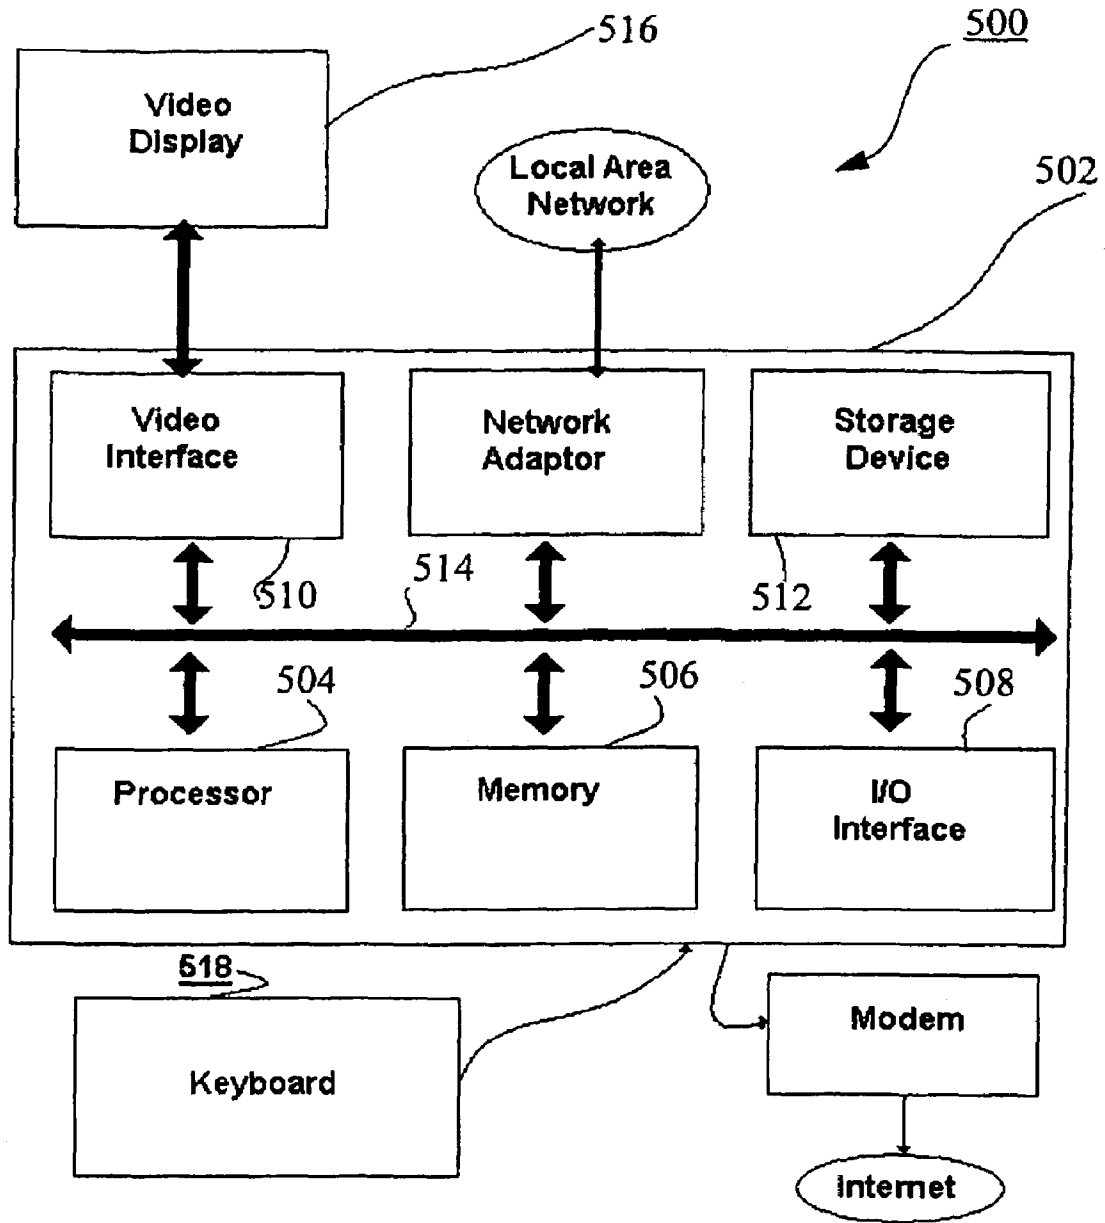 516
500
Video
Display
Local Area
Network
502
Video
Interface
Network
Adaptor
Storage
Device
510
514
512
504
506
508
Processor
Memory
I/O
Interface
518
Keyboard
Modem
Internet